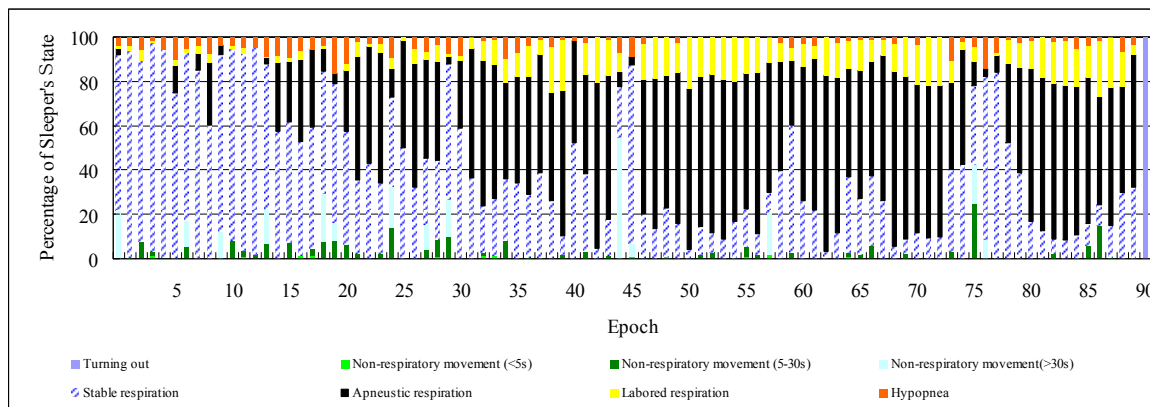 100
80
60
40
20
0
Percentage of Sleeper's State
5 10 15 20 25 30 35 40 45 50 55 60 65 70 75 80 85 90
Epoch
Turning out Non-respiratory movement (<5s) Non-respiratory movement (5-30s) Non-respiratory movement(>30s)
Stable respiration Apneustic respiration Labored respiration Hypopnea